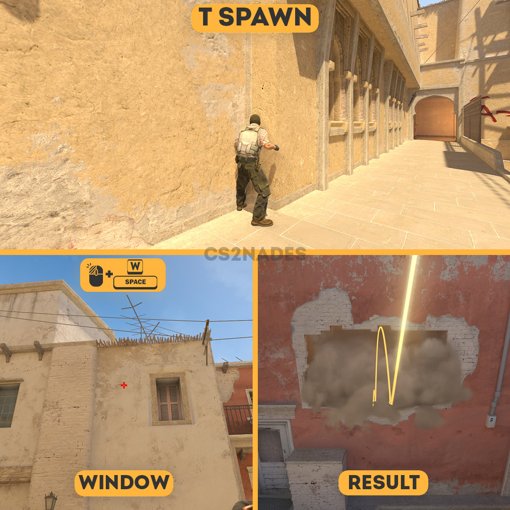 T SPAWN
CS2NADES
+
W
SPACE
WINDOW
RESULT